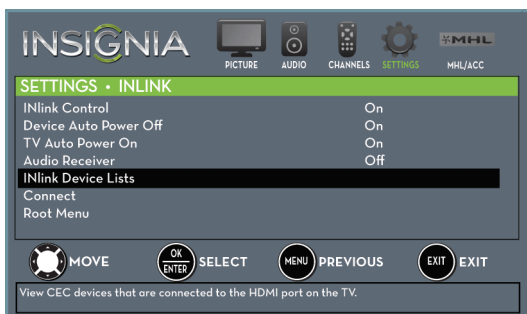 INSIGNIA
PICTURE AUDIO CHANNELS SETTINGS MHL/ACC
MHL
SETTINGS • INLINK
INlink Control On
Device Auto Power Off On
TV Auto Power On On
Audio Receiver Off
INlink Device Lists
Connect
Root Menu
MOVE OK ENTER SELECT MENU PREVIOUS EXIT EXIT
View CEC devices that are connected to the HDMI port on the TV.